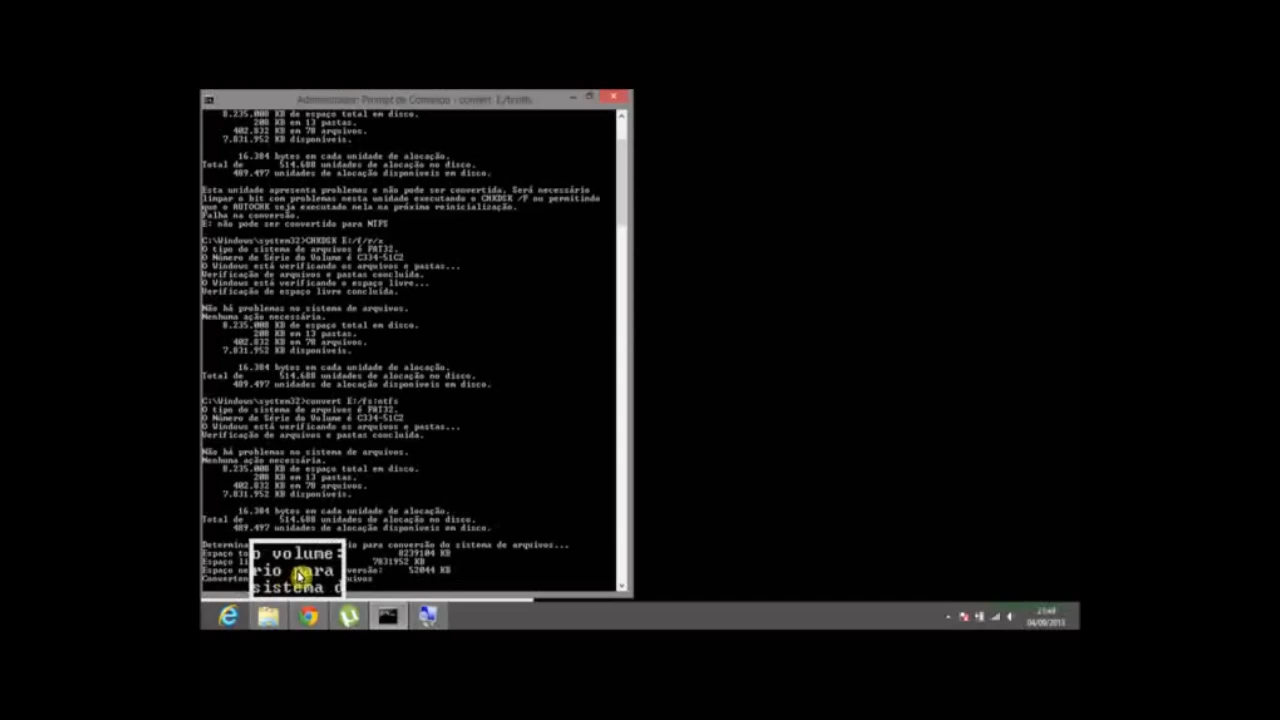 Administrador: Prompt de Comando - convert E:/fs:ntfs
8.235.008 KB de espaço total em disco.
208 KB em 13 pastas.
402.832 KB em 78 arquivos.
7.831.952 KB disponíveis.
16.384 bytes em cada unidade de alocação.
Total de 514.688 unidades de alocação no disco.
489.497 unidades de alocação disponíveis em disco.
Esta unidade apresenta problemas e não pode ser convertida. Será necessário
limpar o bit com problemas nesta unidade executando o CHKDSK /F ou permitindo
que o AUTOCHK seja executado nela na próxima reinicialização.
Falha na conversão.
E: não pode ser convertido para NTFS
C:\Windows\system32>CHKDSK E:/f/r/x
O tipo do sistema de arquivos é FAT32.
O Número de Série do Volume é C334-51C2
O Windows está verificando os arquivos e pastas...
Verificação de arquivos e pastas concluída.
O Windows está verificando o espaço livre...
Verificação de espaço livre concluída.
Não há problemas no sistema de arquivos.
Nenhuma ação necessária.
8.235.008 KB de espaço total em disco.
208 KB em 13 pastas.
402.832 KB em 78 arquivos.
7.831.952 KB disponíveis.
16.384 bytes em cada unidade de alocação.
Total de 514.688 unidades de alocação no disco.
489.497 unidades de alocação disponíveis em disco.
C:\Windows\system32>convert E:/fs:ntfs
O tipo do sistema de arquivos é FAT32.
O Número de Série do Volume é C334-51C2
O Windows está verificando os arquivos e pastas...
Verificação de arquivos e pastas concluída.
Não há problemas no sistema de arquivos.
Nenhuma ação necessária.
8.235.008 KB de espaço total em disco.
208 KB em 13 pastas.
402.832 KB em 78 arquivos.
7.831.952 KB disponíveis.
16.384 bytes em cada unidade de alocação.
Total de 514.688 unidades de alocação no disco.
489.497 unidades de alocação disponíveis em disco.
Determina rio para conversão do sistema de arquivos...
Espaço to o volume: 8239104 KB
Espaço li 7831952 KB
Espaço ne rio para versão: 52044 KB
Converten sistema d quivos
04/09/2013